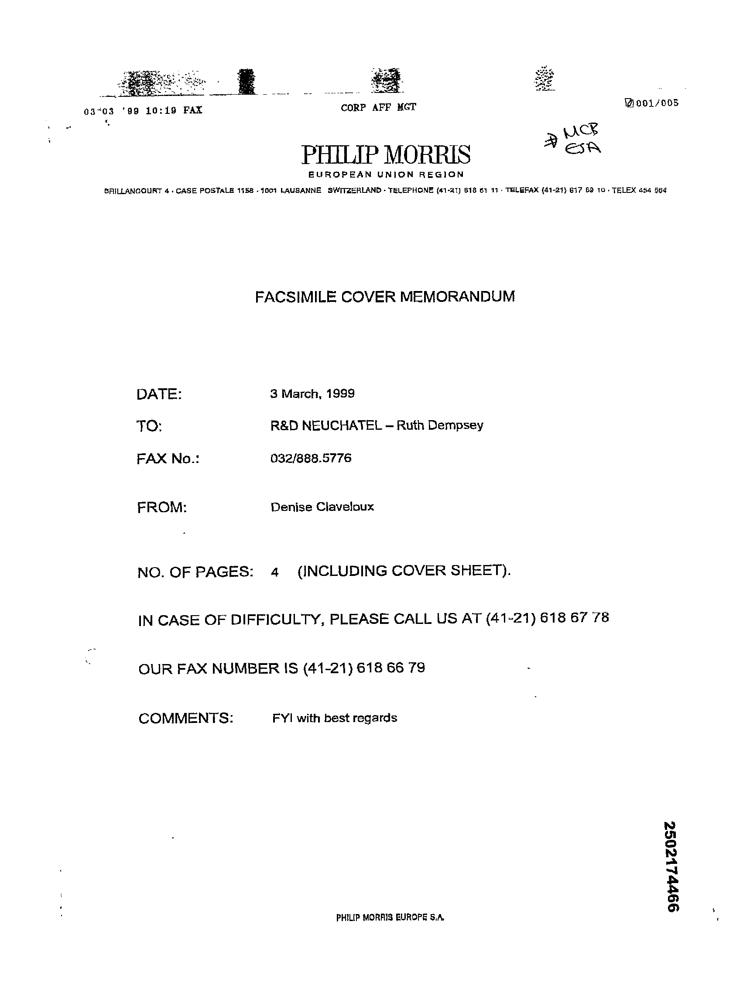 03-03 '99 10:19 FAX
CORP AFF MGT
001/005
→ MCB
EJA
PHILIP MORRIS
EUROPEAN UNION REGION
BRILLANCOURT 4 · CASE POSTALE 1158 · 1001 LAUSANNE SWITZERLAND · TELEPHONE (41-21) 618 61 11 · TELEFAX (41-21) 617 69 10 · TELEX 454 564
FACSIMILE COVER MEMORANDUM
DATE: 3 March, 1999
TO: R&D NEUCHATEL – Ruth Dempsey
FAX No.: 032/888.5776
FROM: Denise Claveloux
NO. OF PAGES: 4 (INCLUDING COVER SHEET).
IN CASE OF DIFFICULTY, PLEASE CALL US AT (41-21) 618 67 78
OUR FAX NUMBER IS (41-21) 618 66 79
COMMENTS: FYI with best regards
2502174466
PHILIP MORRIS EUROPE S.A.